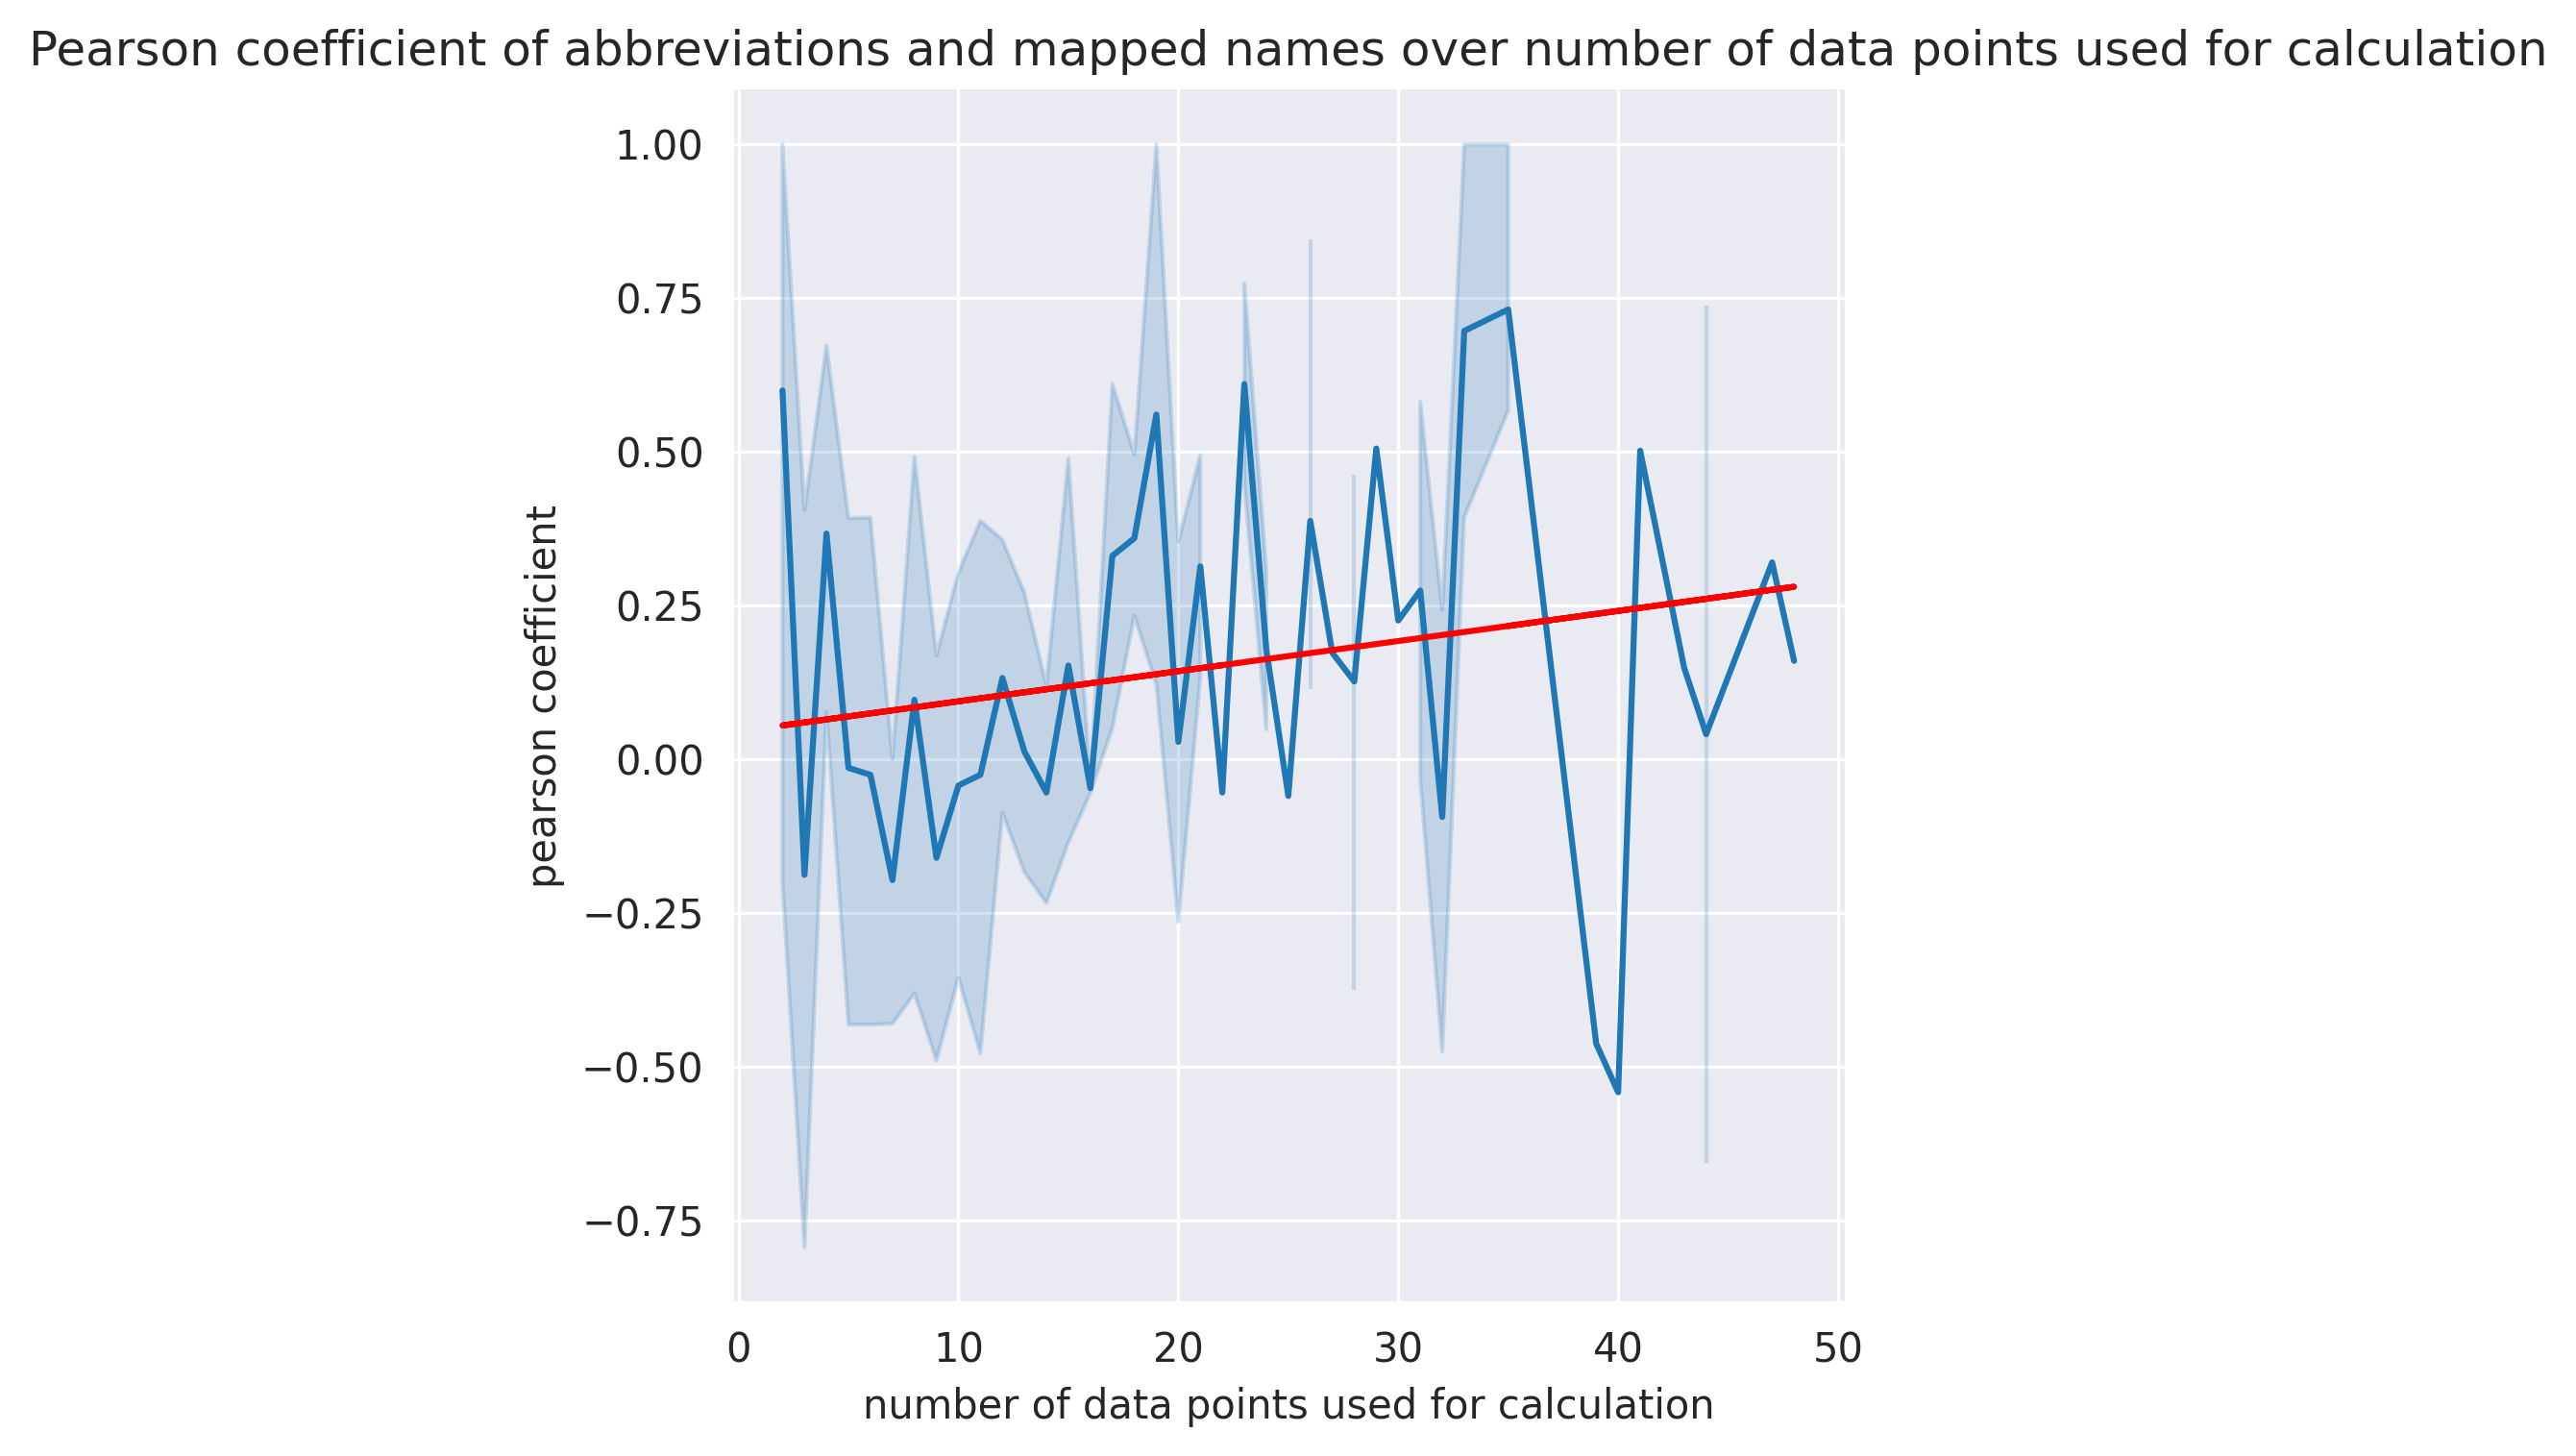 Pearson coefficient of abbreviations and mapped names over number of data points used for calculation
1.00
0.75
0.50
0.25
0.00
−0.25
−0.50
−0.75
pearson coefficient
0 10 20 30 40 50
number of data points used for calculation